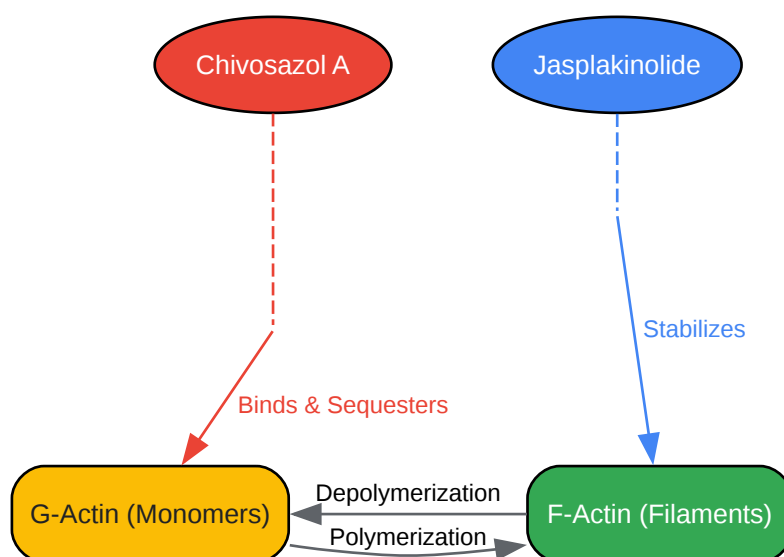 Chivosazol A
Jasplakinolide
Stabilizes
Binds & Sequesters
G-Actin (Monomers)
Depolymerization
Polymerization
F-Actin (Filaments)